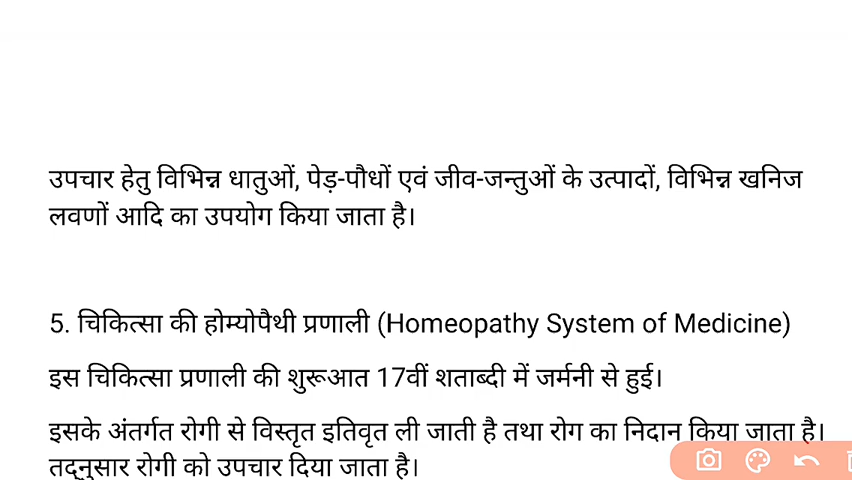 उपचार हेतु विभिन्न धातुओं, पेड़-पौधों एवं जीव-जन्तुओं के उत्पादों, विभिन्न खनिज
लवणों आदि का उपयोग किया जाता है।
5. चिकित्सा की होम्योपैथी प्रणाली (Homeopathy System of Medicine)
इस चिकित्सा प्रणाली की शुरूआत 17वीं शताब्दी में जर्मनी से हुई।
इसके अंतर्गत रोगी से विस्तृत इतिवृत ली जाती है तथा रोग का निदान किया जाता है।
तद्नुसार रोगी को उपचार दिया जाता है।